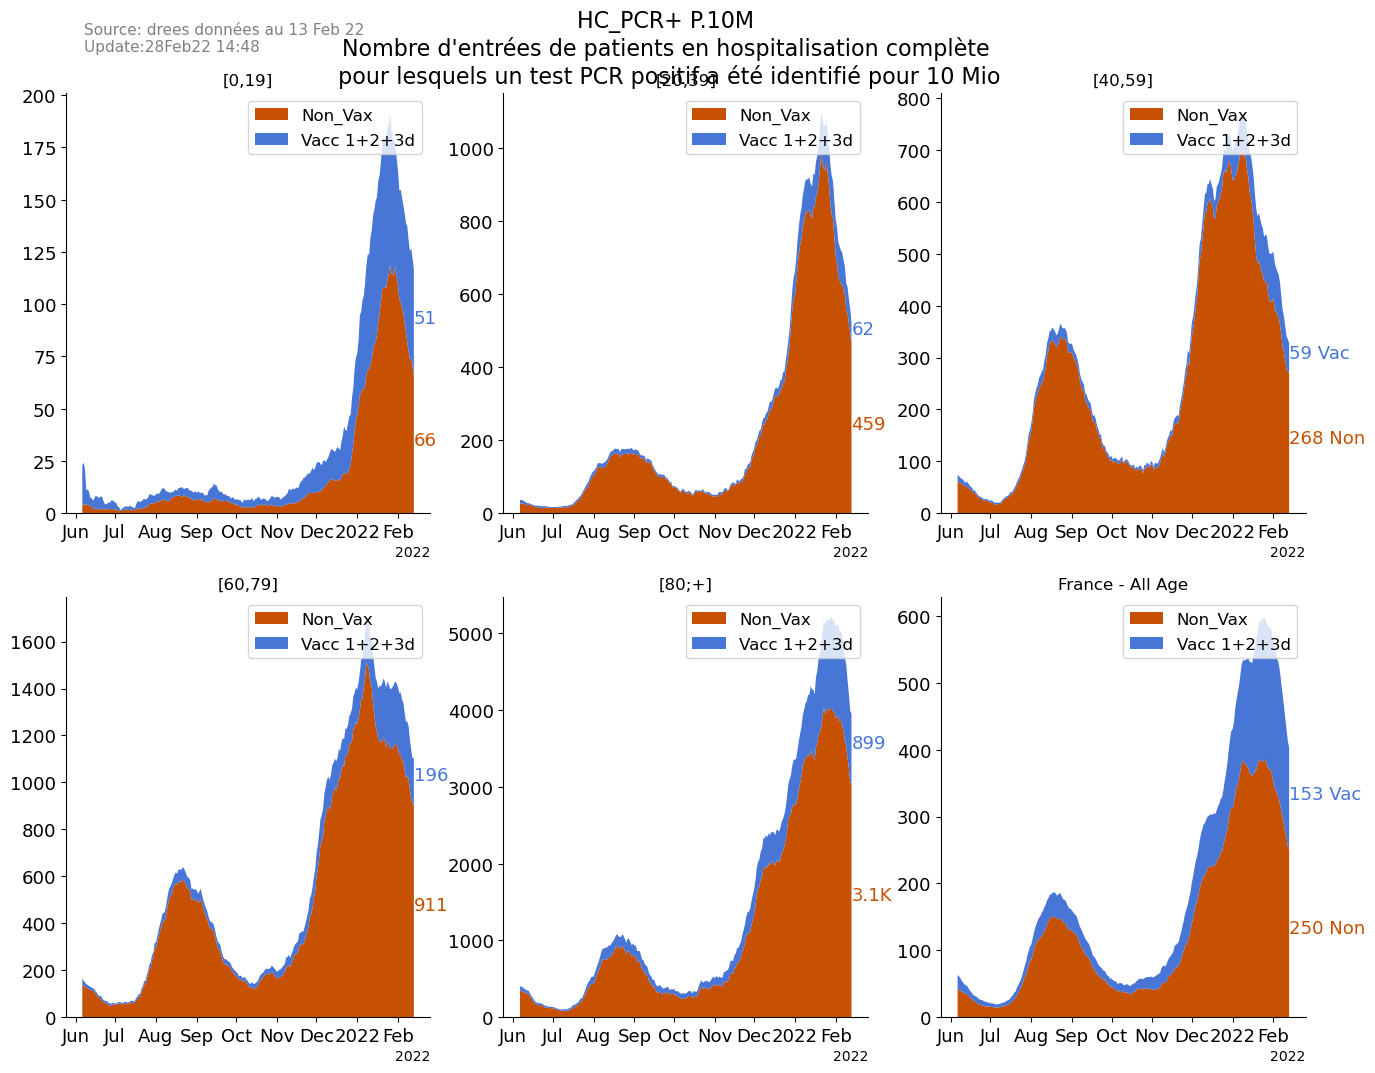 Source: drees données au 13 Feb 22
Update:28Feb22 14:48
HC_PCR+ P.10M
Nombre d'entrées de patients en hospitalisation complète
pour lesquels un test PCR positif a été identifié pour 10 Mio
[0,19]
200
175
150
125
100
75
50
25
0
Non_Vax
Vacc 1+2+3d
51
66
Jun Jul Aug Sep Oct Nov Dec 2022 Feb
2022
[20,39]
1000
800
600
400
200
0
Non_Vax
Vacc 1+2+3d
62
459
Jun Jul Aug Sep Oct Nov Dec 2022 Feb
2022
[40,59]
800
700
600
500
400
300
200
100
0
Non_Vax
Vacc 1+2+3d
59 Vac
268 Non
Jun Jul Aug Sep Oct Nov Dec 2022 Feb
2022
[60,79]
1600
1400
1200
1000
800
600
400
200
0
Non_Vax
Vacc 1+2+3d
196
911
Jun Jul Aug Sep Oct Nov Dec 2022 Feb
2022
[80;+]
5000
4000
3000
2000
1000
0
Non_Vax
Vacc 1+2+3d
899
3.1K
Jun Jul Aug Sep Oct Nov Dec 2022 Feb
2022
France - All Age
600
500
400
300
200
100
0
Non_Vax
Vacc 1+2+3d
153 Vac
250 Non
Jun Jul Aug Sep Oct Nov Dec 2022 Feb
2022